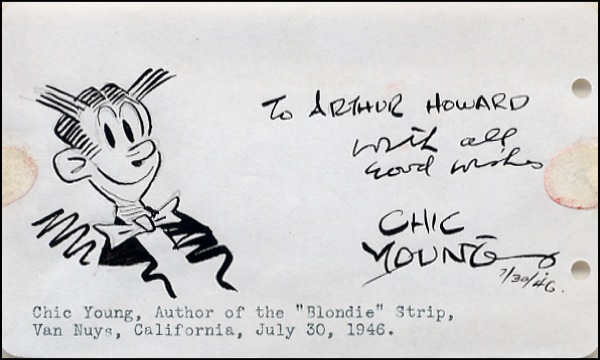 To ARTHUR HOWARD
with all
good wishes
CHIC
YOUNG
7/30/46.
Chic Young, Author of the "Blondie" Strip,
Van Nuys, California, July 30, 1946.